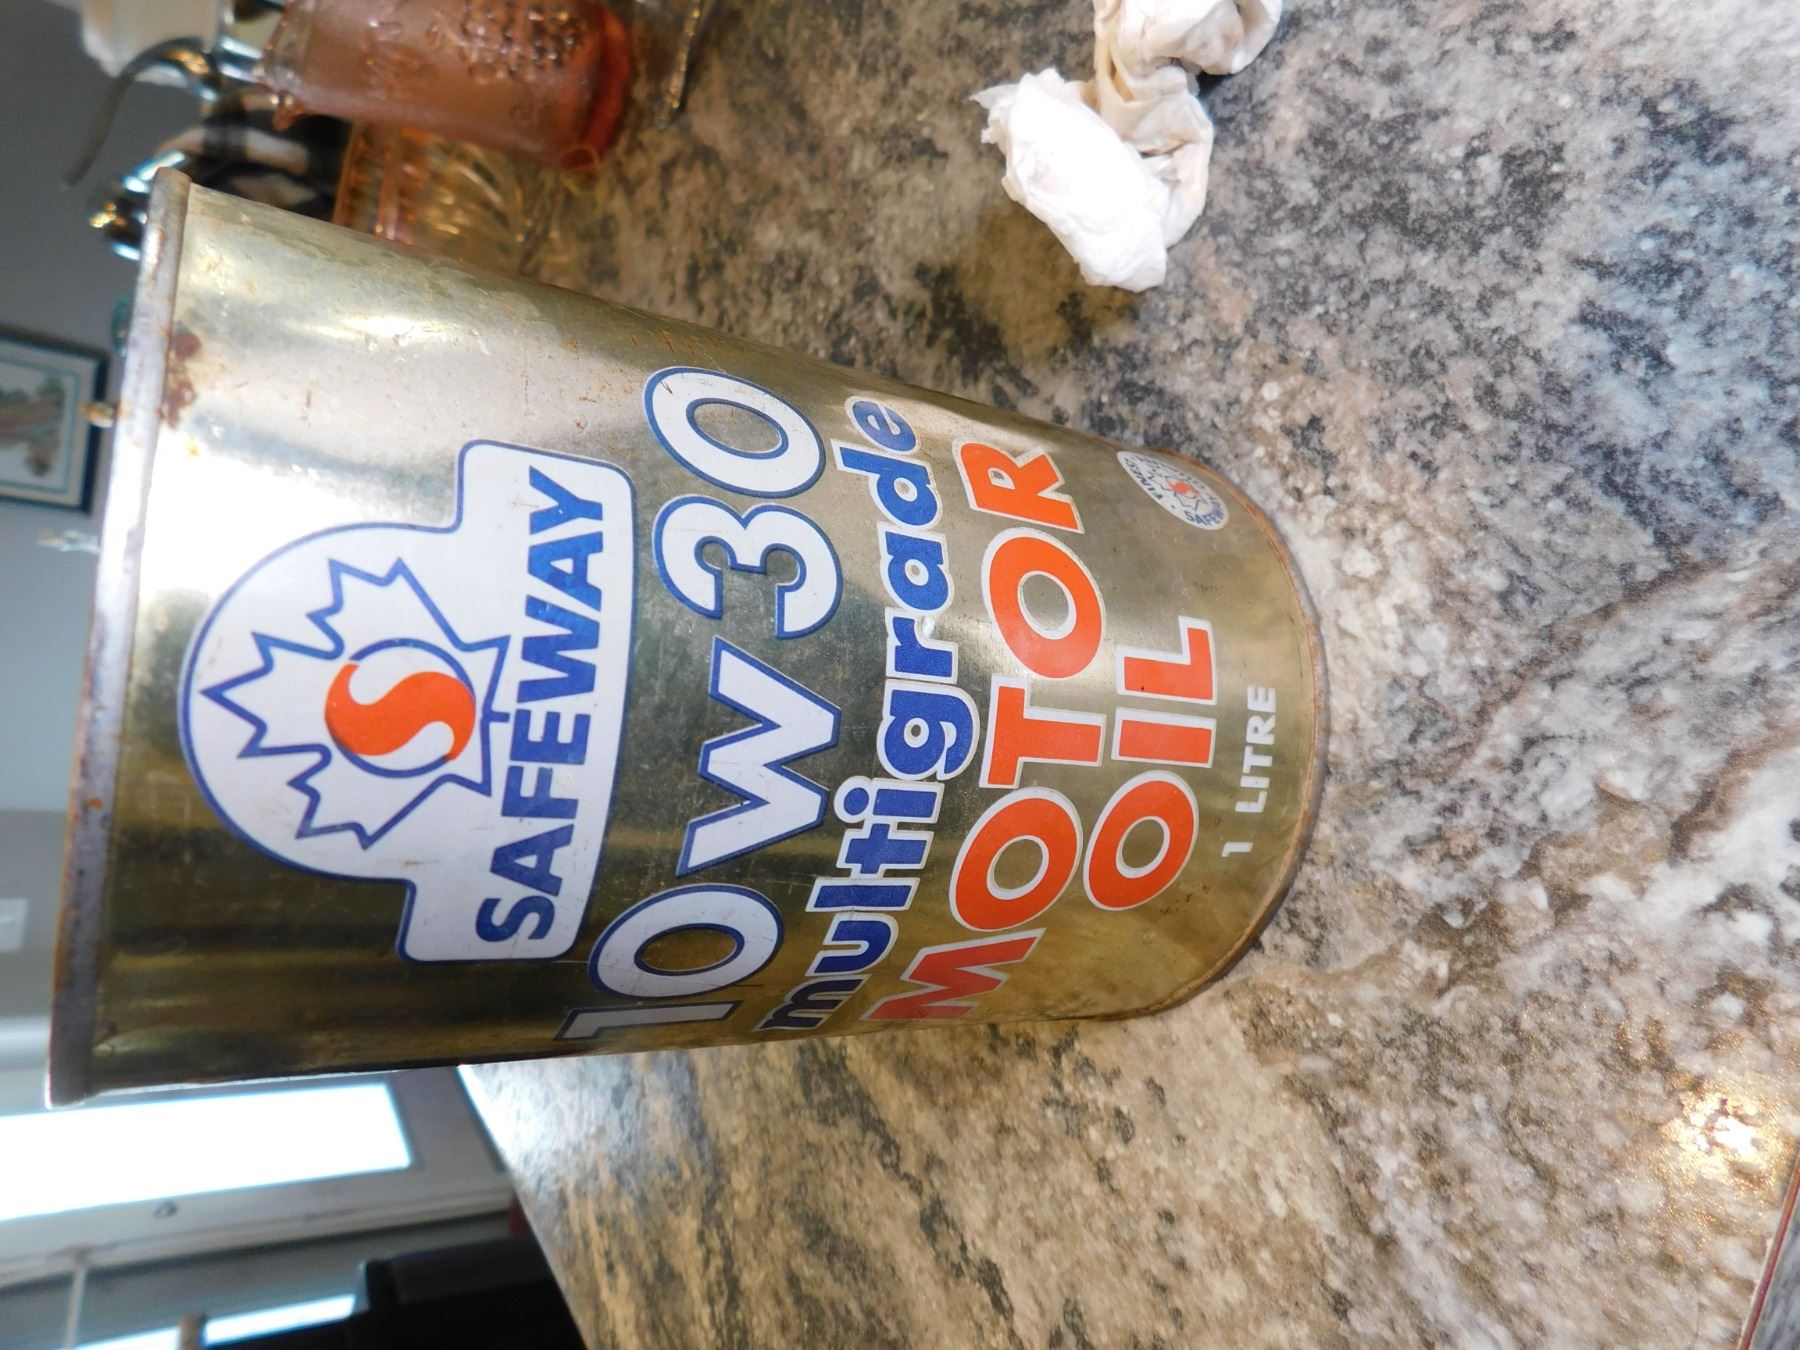 SAFEWAY
10W30
multigrade
MOTOR
OIL
1 LITRE